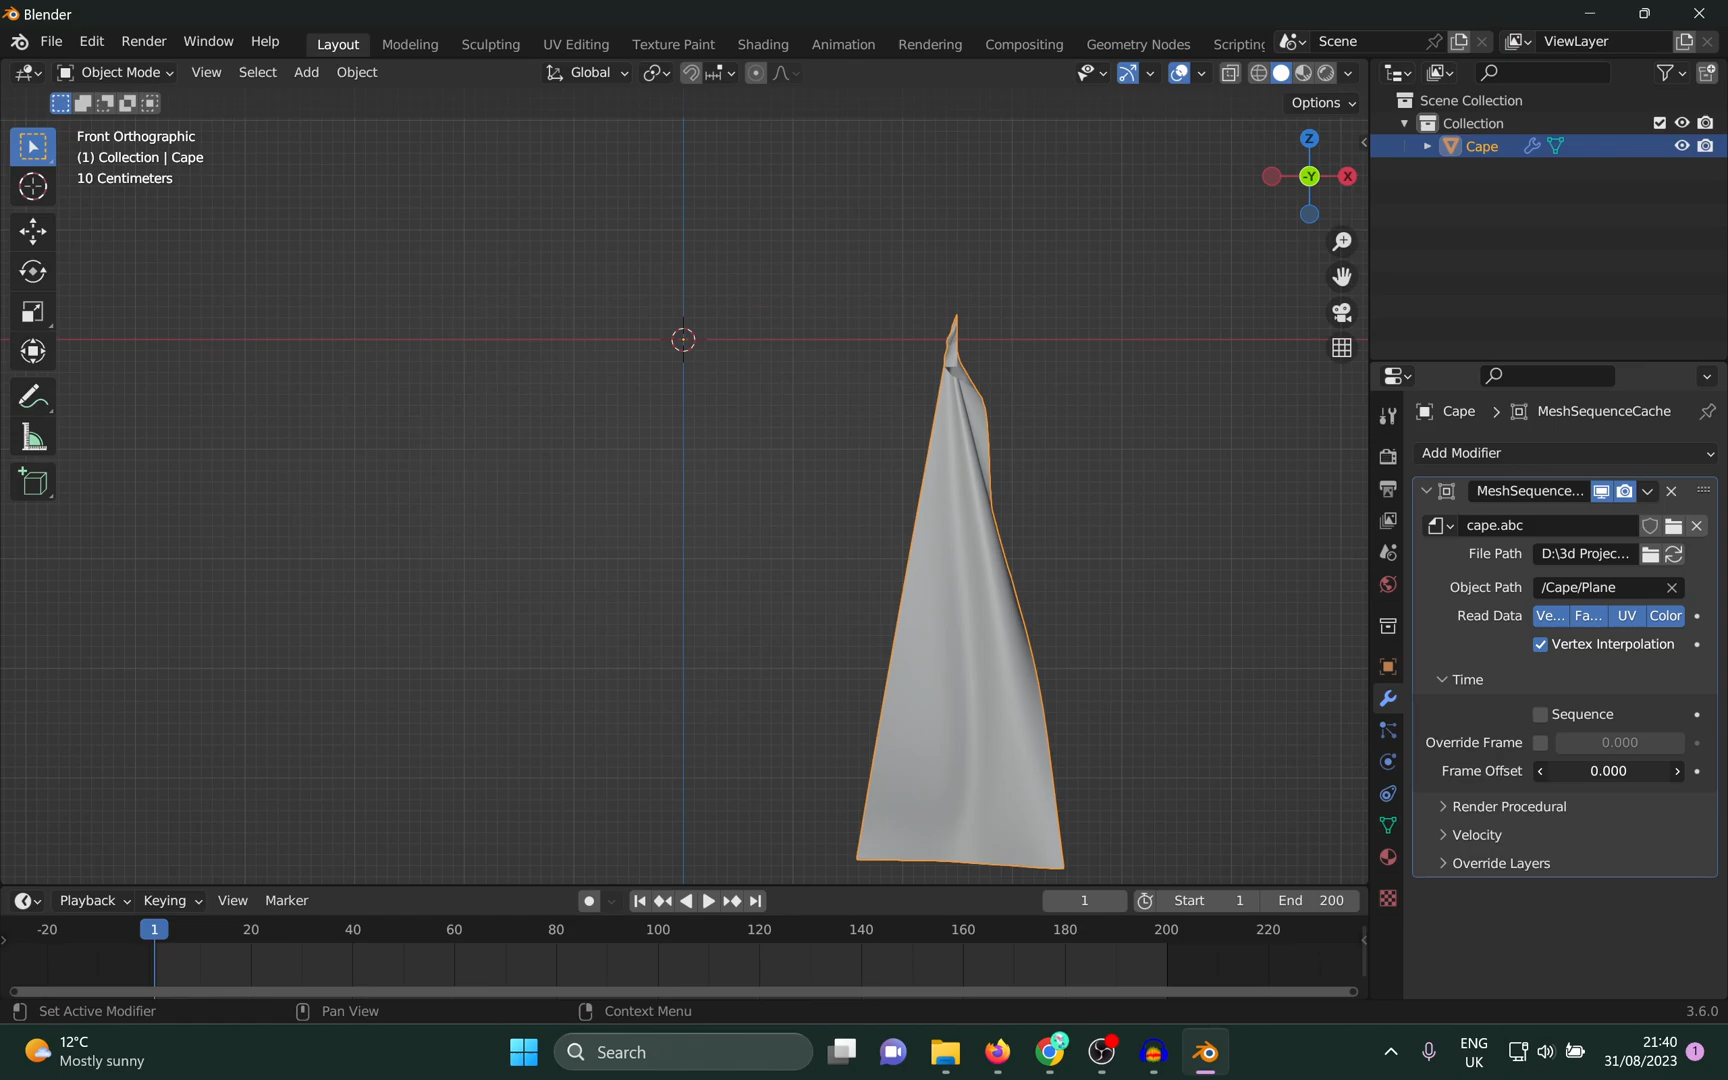 Blender
File Edit Render Window Help Layout Modeling Sculpting UV Editing Texture Paint Shading Animation Rendering Compositing Geometry Nodes Scripting Scene ViewLayer
Object Mode View Select Add Object Global
Options
Front Orthographic
(1) Collection | Cape
10 Centimeters
Z
-Y X
Scene Collection
Collection
Cape
Cape MeshSequenceCache
Add Modifier
MeshSequence...
cape.abc
File Path D:\3d Projec...
Object Path /Cape/Plane
Read Data Ve... Fa... UV Color
Vertex Interpolation
Time
Sequence
Override Frame 0.000
Frame Offset 0.000
Render Procedural
Velocity
Override Layers
Playback Keying View Marker 1 Start 1 End 200
-20 1 20 40 60 80 100 120 140 160 180 200 220
Set Active Modifier Pan View Context Menu 3.6.0
12°C
Mostly sunny
Search
ENG
UK
21:40
31/08/2023
1